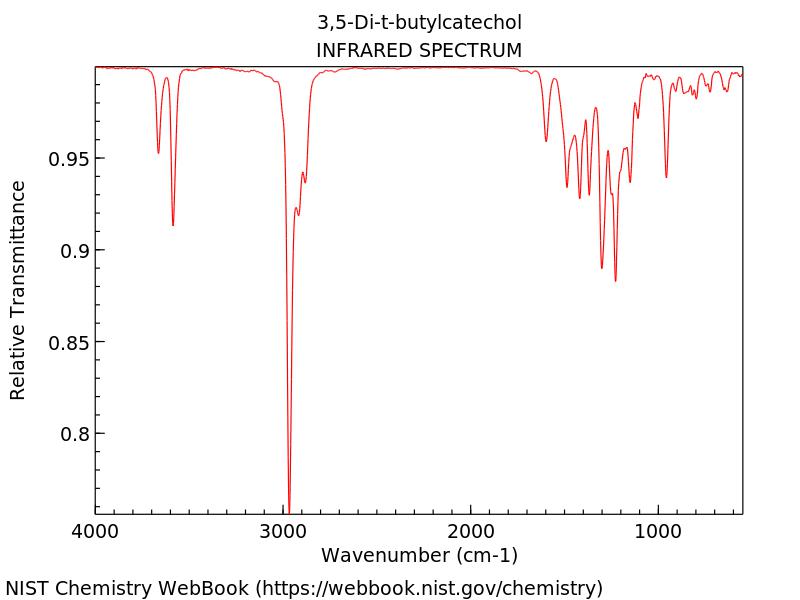 3,5-Di-t-butylcatechol
INFRARED SPECTRUM
Relative Transmittance
0.95
0.9
0.85
0.8
4000 3000 2000 1000
Wavenumber (cm-1)
NIST Chemistry WebBook (https://webbook.nist.gov/chemistry)